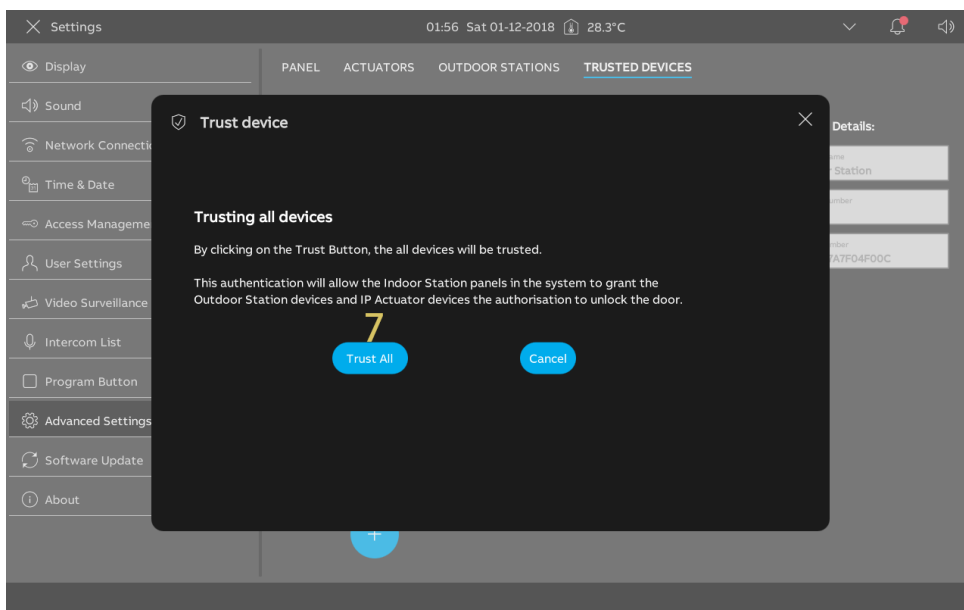 Settings
01:56 Sat 01-12-2018 28.3°C
Display
PANEL ACTUATORS OUTDOOR STATIONS TRUSTED DEVICES
Sound
Trust device
Details:
Network
Station
Time & Date
Access
Trusting all devices
By clicking on the Trust Button, the all devices will be trusted.
User Settings
This authentication will allow the Indoor Station panels in the system to grant the
Outdoor Station devices and IP Actuator devices the authorisation to unlock the door.
Video Surveillance
7
Intercom List
Trust All Cancel
Program Button
Advanced Settings
Software Update
About